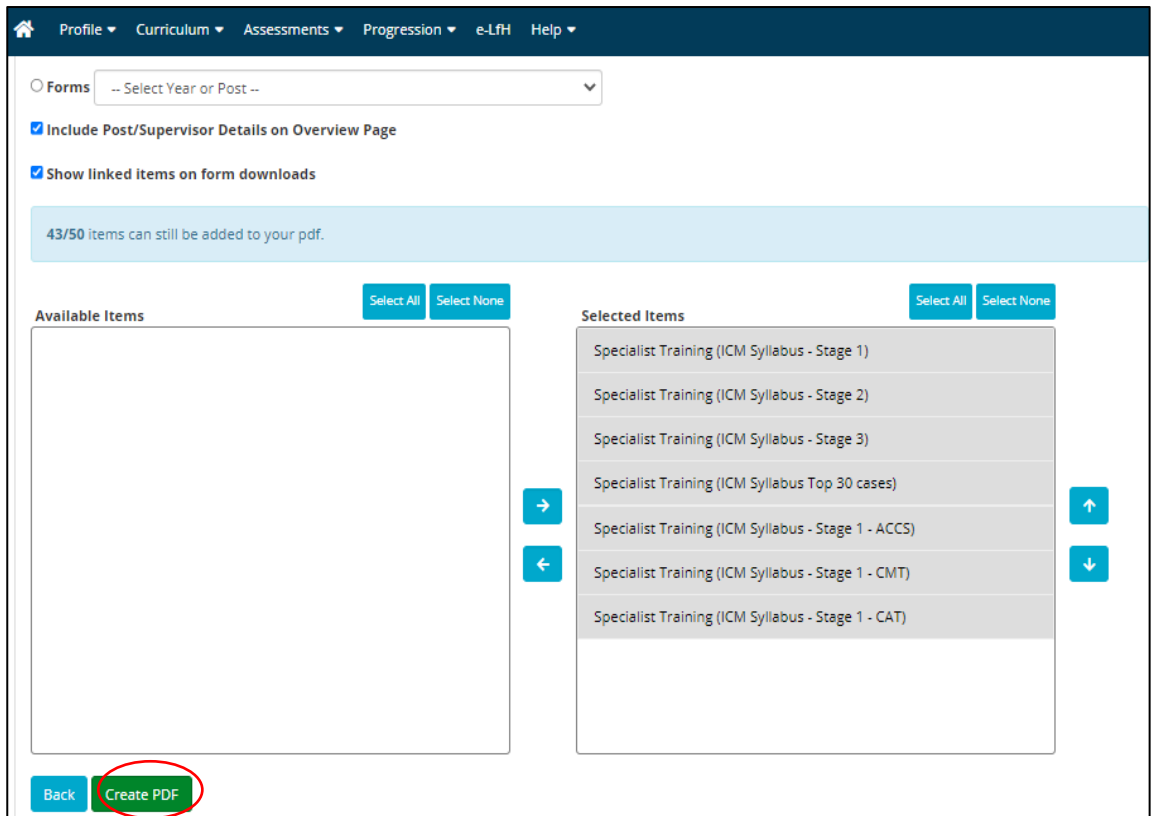 Profile Curriculum Assessments Progression e-LfH Help
Forms -- Select Year or Post --
Include Post/Supervisor Details on Overview Page
Show linked items on form downloads
43/50 items can still be added to your pdf.
Available Items Select All Select None
Selected Items Select All Select None
Specialist Training (ICM Syllabus - Stage 1)
Specialist Training (ICM Syllabus - Stage 2)
Specialist Training (ICM Syllabus - Stage 3)
Specialist Training (ICM Syllabus Top 30 cases)
Specialist Training (ICM Syllabus - Stage 1 - ACCS)
Specialist Training (ICM Syllabus - Stage 1 - CMT)
Specialist Training (ICM Syllabus - Stage 1 - CAT)
Back Create PDF